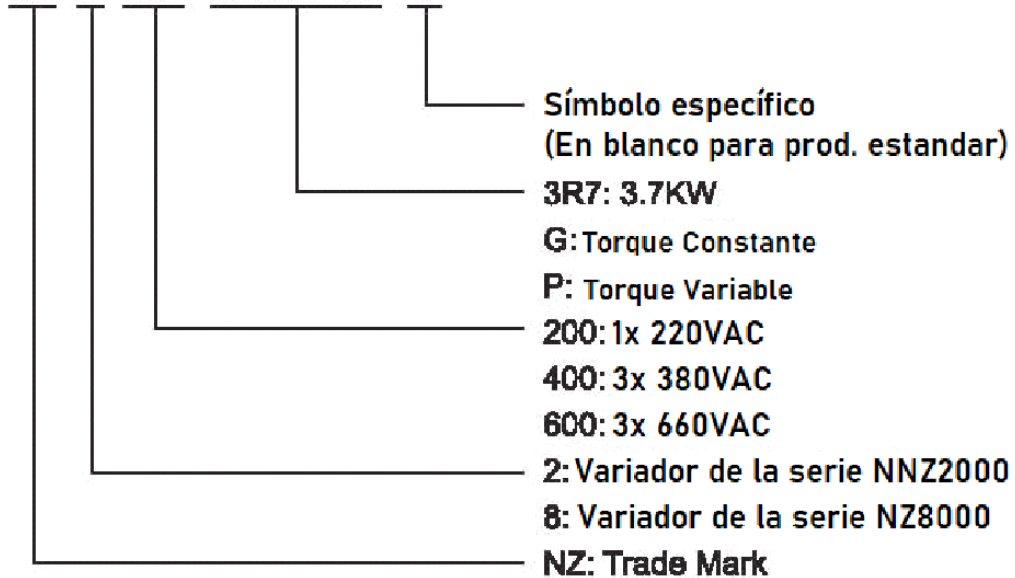 Símbolo específico
(En blanco para prod. estandar)
3R7: 3.7KW
G: Torque Constante
P: Torque Variable
200: 1x 220VAC
400: 3x 380VAC
600: 3x 660VAC
2: Variador de la serie NNZ2000
8: Variador de la serie NZ8000
NZ: Trade Mark